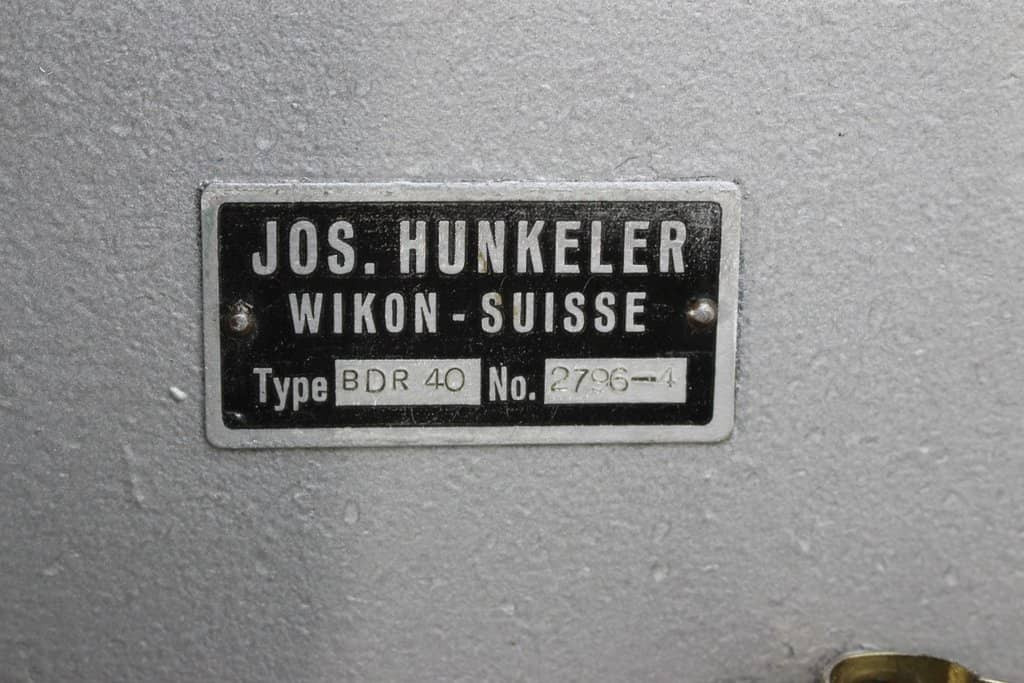 JOS. HUNKELER
WIKON - SUISSE
Type BDR 40 No. 2796-4